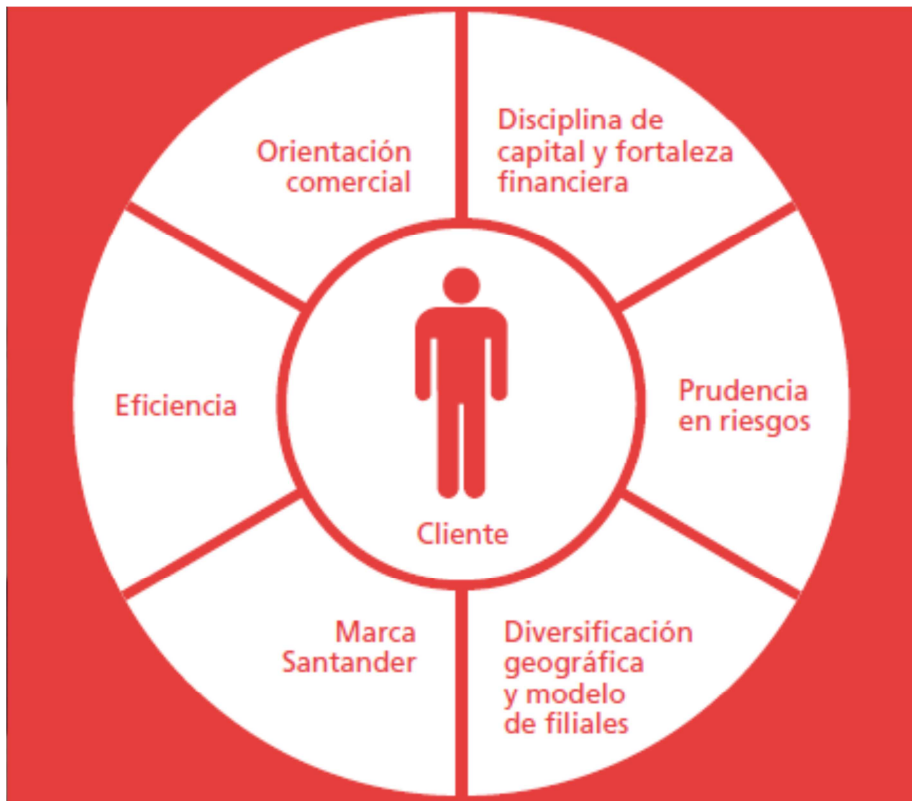 Orientación
comercial
Disciplina de
capital y fortaleza
financiera
Eficiencia
Prudencia
en riesgos
Cliente
Marca
Santander
Diversificación
geográfica
y modelo
de filiales